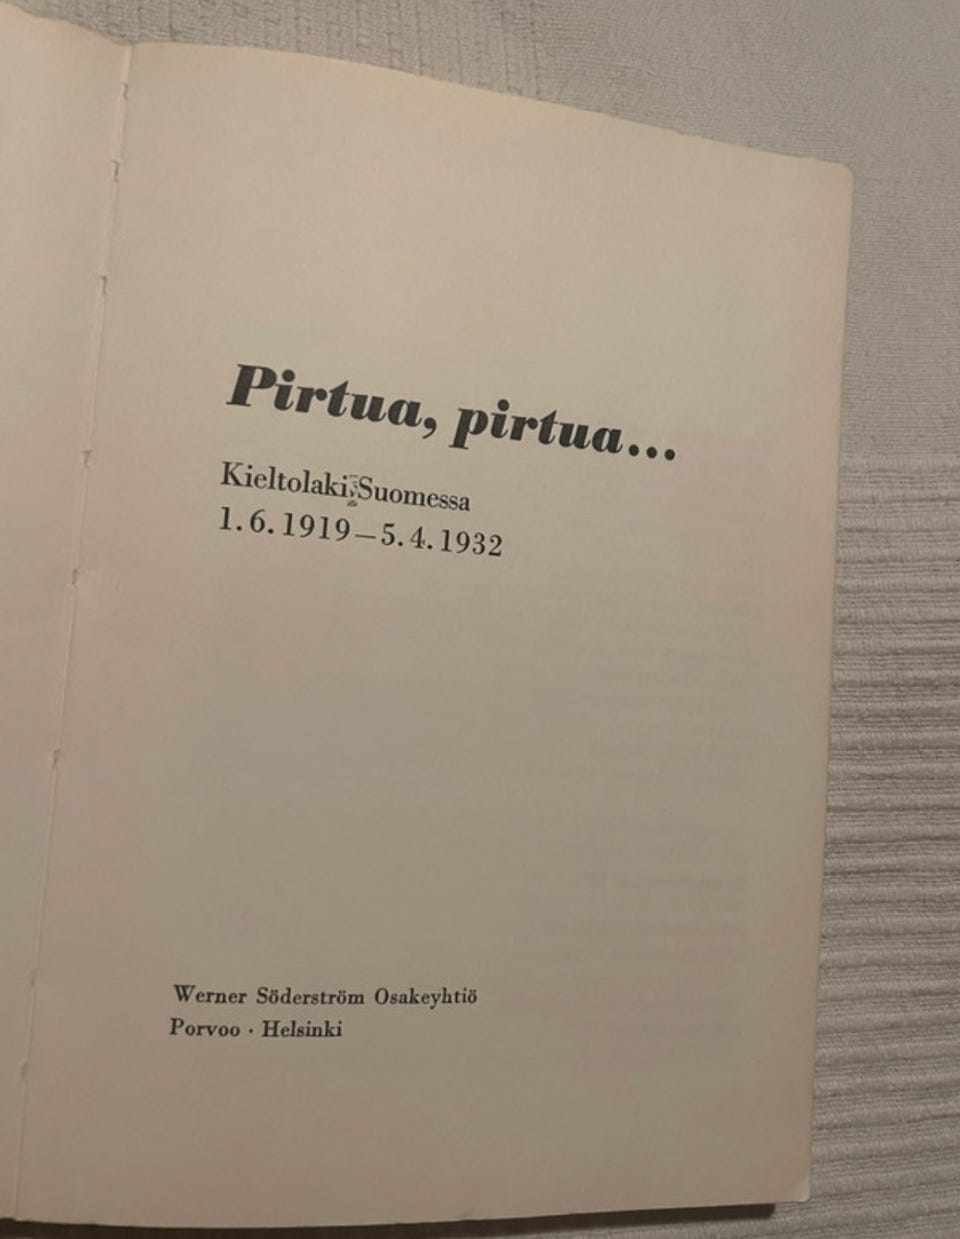 Pirtua, pirtua...
Kieltolaki Suomessa
1.6.1919–5.4.1932
Werner Söderström Osakeyhtiö
Porvoo · Helsinki